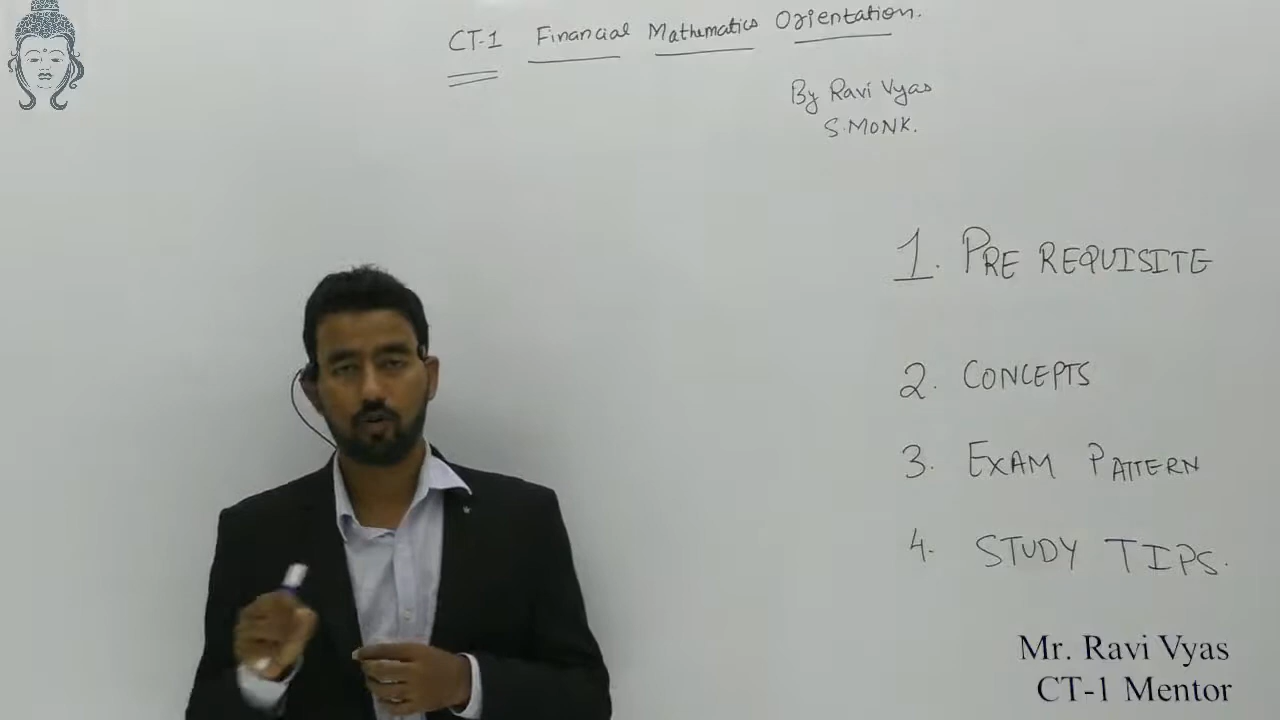 CT-1 Financial Mathematics Orientation.
By Ravi Vyas
S.MONK.
1. PRE REQUISITE
2. CONCEPTS
3. EXAM PATTERN
4. STUDY TIPS.
Mr. Ravi Vyas
CT-1 Mentor